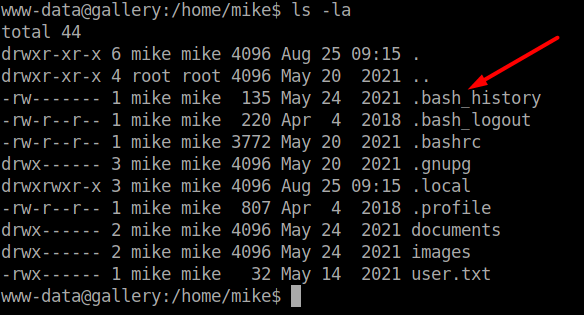 www-data@gallery:/home/mike$ ls -la
total 44
drwxr-xr-x 6 mike mike 4096 Aug 25 09:15 .
drwxr-xr-x 4 root root 4096 May 20  2021 ..
-rw------- 1 mike mike  135 May 24  2021 .bash_history
-rw-r--r-- 1 mike mike  220 Apr  4  2018 .bash_logout
-rw-r--r-- 1 mike mike 3772 May 20  2021 .bashrc
drwx------ 3 mike mike 4096 May 20  2021 .gnupg
drwxrwxr-x 3 mike mike 4096 Aug 25 09:15 .local
-rw-r--r-- 1 mike mike  807 Apr  4  2018 .profile
drwx------ 2 mike mike 4096 May 24  2021 documents
drwx------ 2 mike mike 4096 May 24  2021 images
-rwx------ 1 mike mike   32 May 14  2021 user.txt
www-data@gallery:/home/mike$